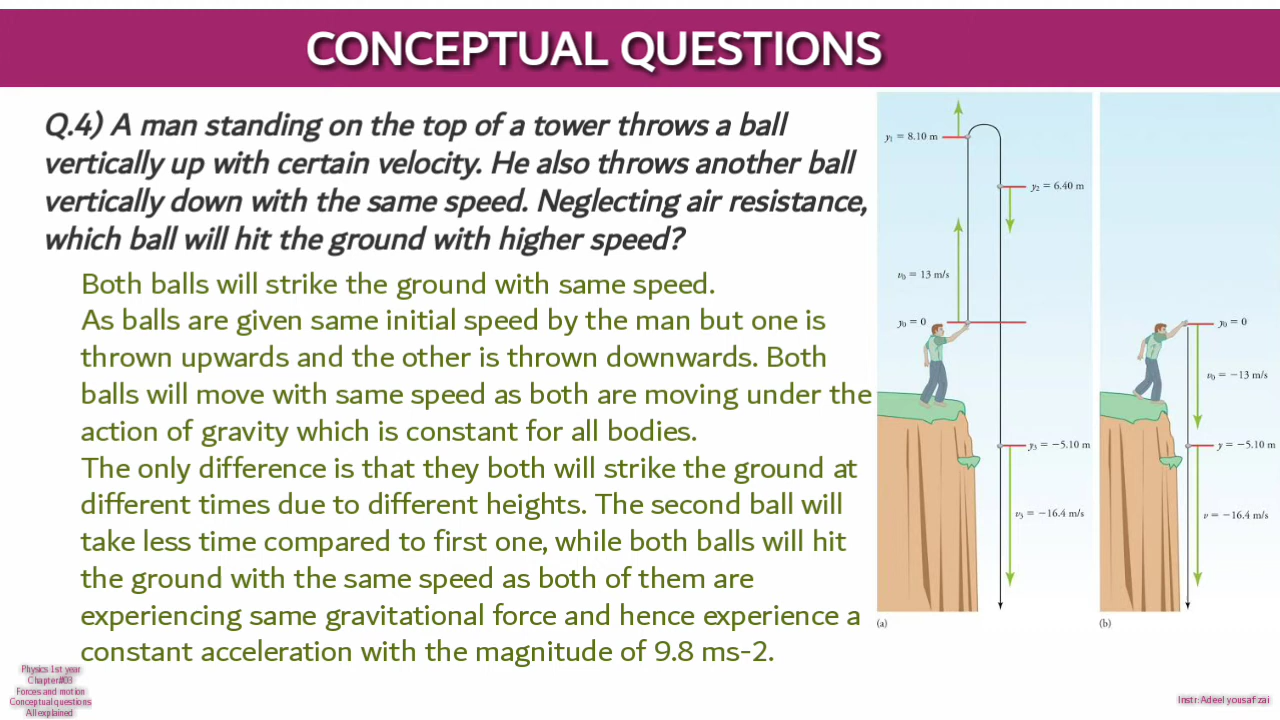 CONCEPTUAL QUESTIONS
Q.4) A man standing on the top of a tower throws a ball
vertically up with certain velocity. He also throws another ball
vertically down with the same speed. Neglecting air resistance,
which ball will hit the ground with higher speed?
Both balls will strike the ground with same speed.
As balls are given same initial speed by the man but one is
thrown upwards and the other is thrown downwards. Both
balls will move with same speed as both are moving under the
action of gravity which is constant for all bodies.
The only difference is that they both will strike the ground at
different times due to different heights. The second ball will
take less time compared to first one, while both balls will hit
the ground with the same speed as both of them are
experiencing same gravitational force and hence experience a
constant acceleration with the magnitude of 9.8 ms-2.
y₁ = 8.10 m
y₂ = 6.40 m
v₀ = 13 m/s
y₀ = 0
y₃ = −5.10 m
v₃ = −16.4 m/s
(a)
y₀ = 0
v₀ = −13 m/s
y = −5.10 m
v = −16.4 m/s
(b)
Physics 1st year
Chapter#03
Forces and motion
Conceptual questions
All explained
Instr:Adeel yousafzai